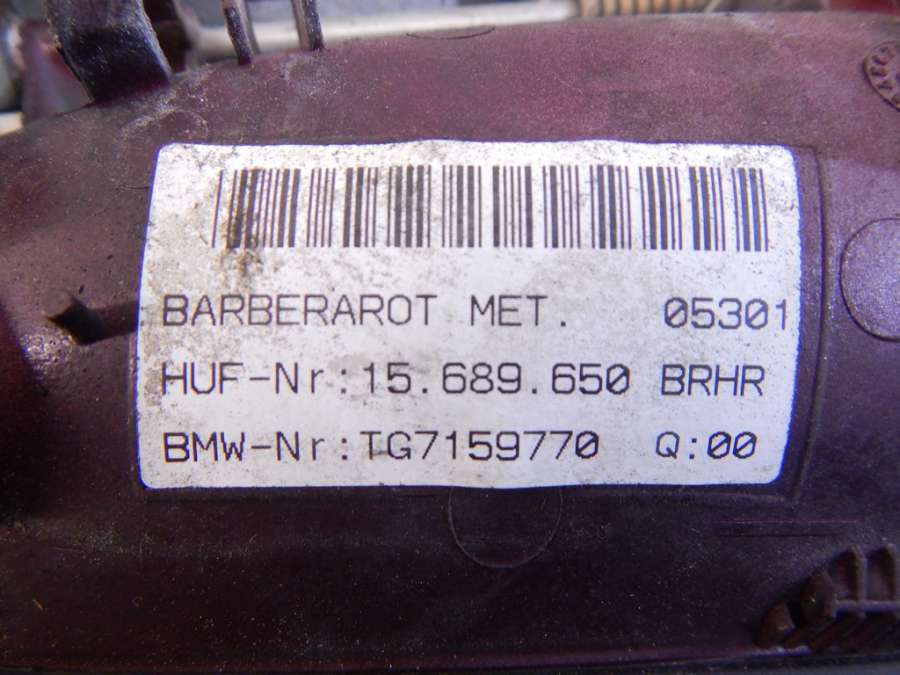 BARBERAROT MET. 05301
HUF-Nr:15.689.650 BRHR
BMW-Nr:TG7159770 Q:00